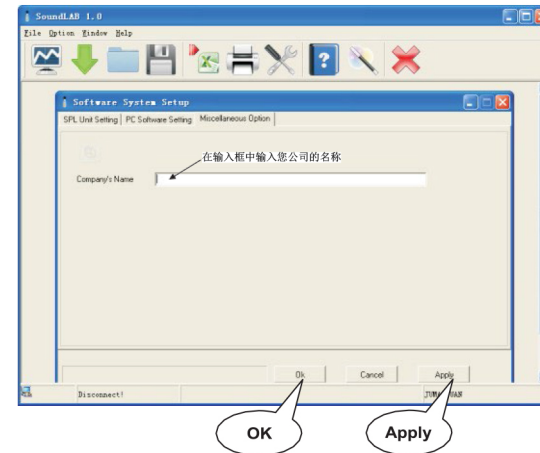 SoundLAB 1.0
File Option Window Help
Software System Setup
SPL Unit Setting PC Software Setting Miscellaneous Option
在输入框中输入您公司的名称
Company's Name
Ok Cancel Apply
Disconnect!
OK Apply